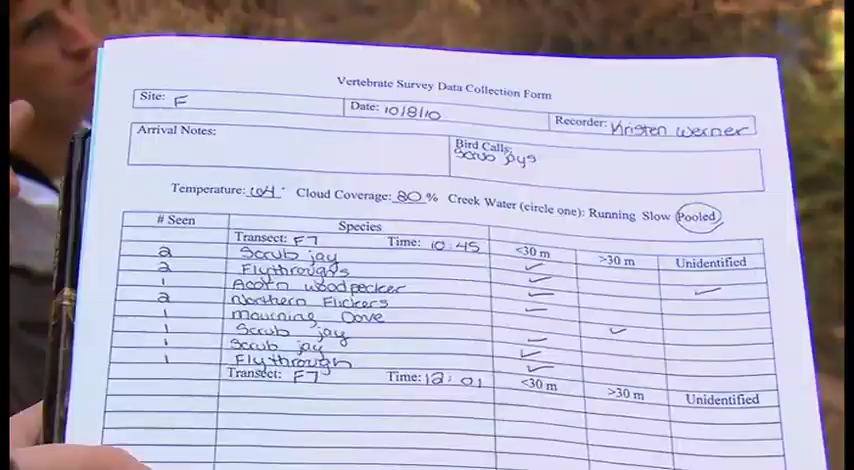 Vertebrate Survey Data Collection Form
Site: F Date: 10/8/10 Recorder: Kristen Werner
Arrival Notes: Bird Calls:
Scrub jays
Temperature: 64° Cloud Coverage: 80 % Creek Water (circle one): Running Slow Pooled
# Seen Species
Transect: F7 Time: 10:45 <30 m >30 m Unidentified
2 Scrub jay ✓
2 Flythroughs ✓ ✓
1 Acorn woodpecker ✓
2 Northern Flickers ✓
1 Mourning Dove ✓
1 Scrub jay ✓
1 Scrub jay ✓
1 Flythrough ✓
Transect: F7 Time: 12:01 <30 m >30 m Unidentified